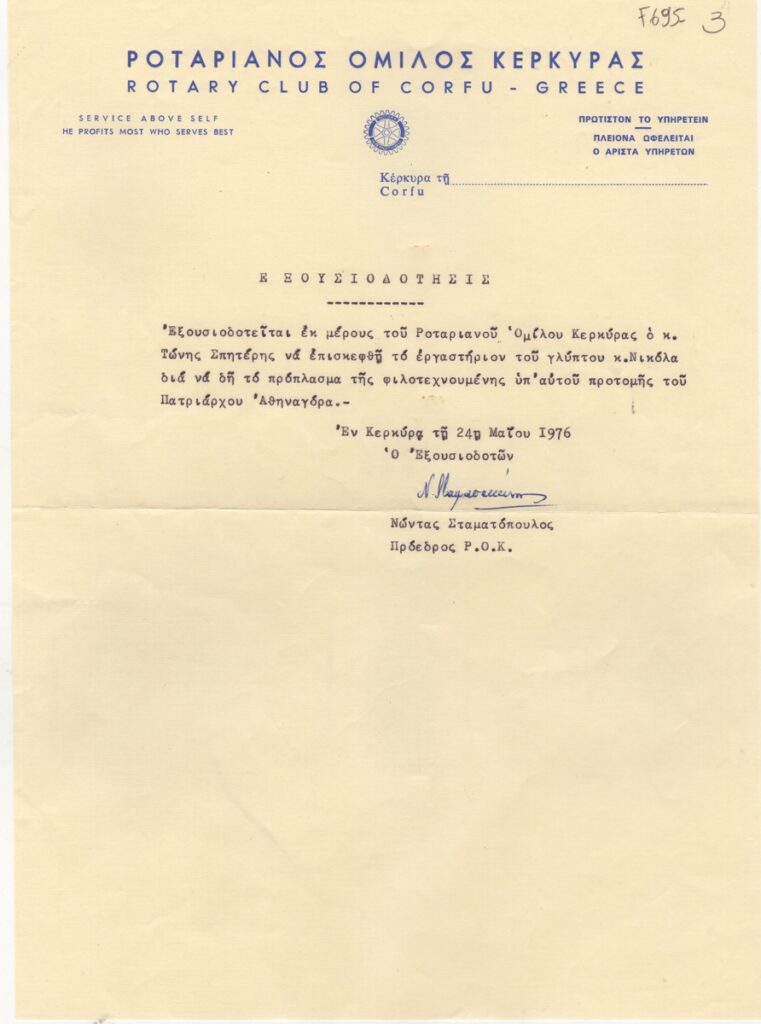 F695 3
ΡΟΤΑΡΙΑΝΟΣ ΟΜΙΛΟΣ ΚΕΡΚΥΡΑΣ
ROTARY CLUB OF CORFU - GREECE
SERVICE ABOVE SELF
HE PROFITS MOST WHO SERVES BEST
ΠΡΩΤΙΣΤΟΝ ΤΟ ΥΠΗΡΕΤΕΙΝ
ΠΛΕΙΟΝΑ ΩΦΕΛΕΙΤΑΙ
Ο ΑΡΙΣΤΑ ΥΠΗΡΕΤΩΝ
Κέρκυρα τῇ
Corfu
Ε ΞΟΥΣΙΟΔΟΤΗΣΙΣ
Ἐξουσιοδοτεῖται ἐκ μέρους τοῦ Ροταριανοῦ Ὁμίλου Κερκύρας ὁ κ.
Τώνης Σπητέρης νά ἐπισκεφθῇ τό ἐργαστήριον τοῦ γλύπτου κ.Νικόλα
διά νά δῇ τό πρόπλασμα τῆς φιλοτεχνουμένης ὑπ'αὐτοῦ προτομῆς τοῦ
Πατριάρχου Ἀθηναγόρα.-
Ἐν Κερκύρᾳ τῇ 24ῃ Μαΐου 1976
Ὁ Ἐξουσιοδοτῶν
Νώντας Σταματόπουλος
Πρόεδρος Ρ.Ο.Κ.